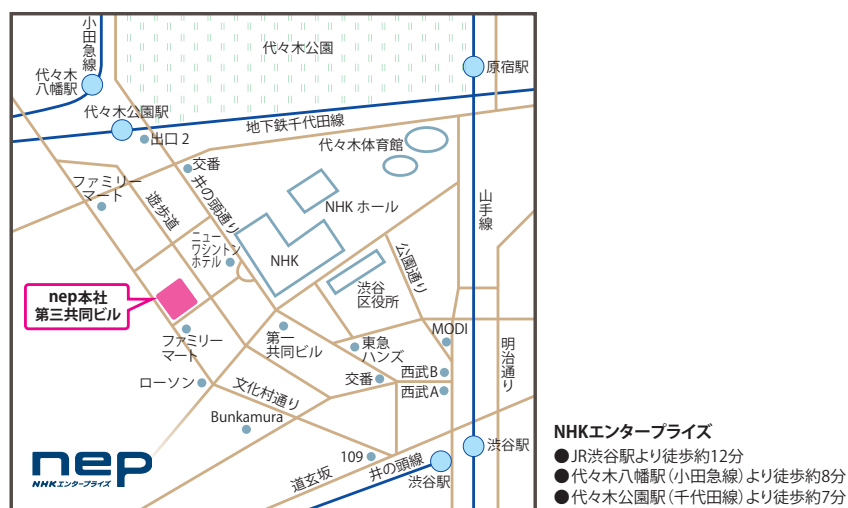 小田急線
代々木公園
原宿駅
代々木
八幡駅
代々木公園駅
地下鉄千代田線
出口2
代々木体育館
交番
ファミリー
マート
遊歩道
井の頭通り
NHKホール
山手線
ニュー
ワシントン
ホテル
NHK
公園通り
渋谷
区役所
nep本社
第三共同ビル
ファミリー
マート
第一
共同ビル
東急
ハンズ
MODI
明治通り
ローソン
文化村通り
交番
西武B
西武A
Bunkamura
109
道玄坂
井の頭線
渋谷駅
渋谷駅
nep
NHKエンタープライズ
NHKエンタープライズ
●JR渋谷駅より徒歩約12分
●代々木八幡駅（小田急線）より徒歩約8分
●代々木公園駅（千代田線）より徒歩約7分